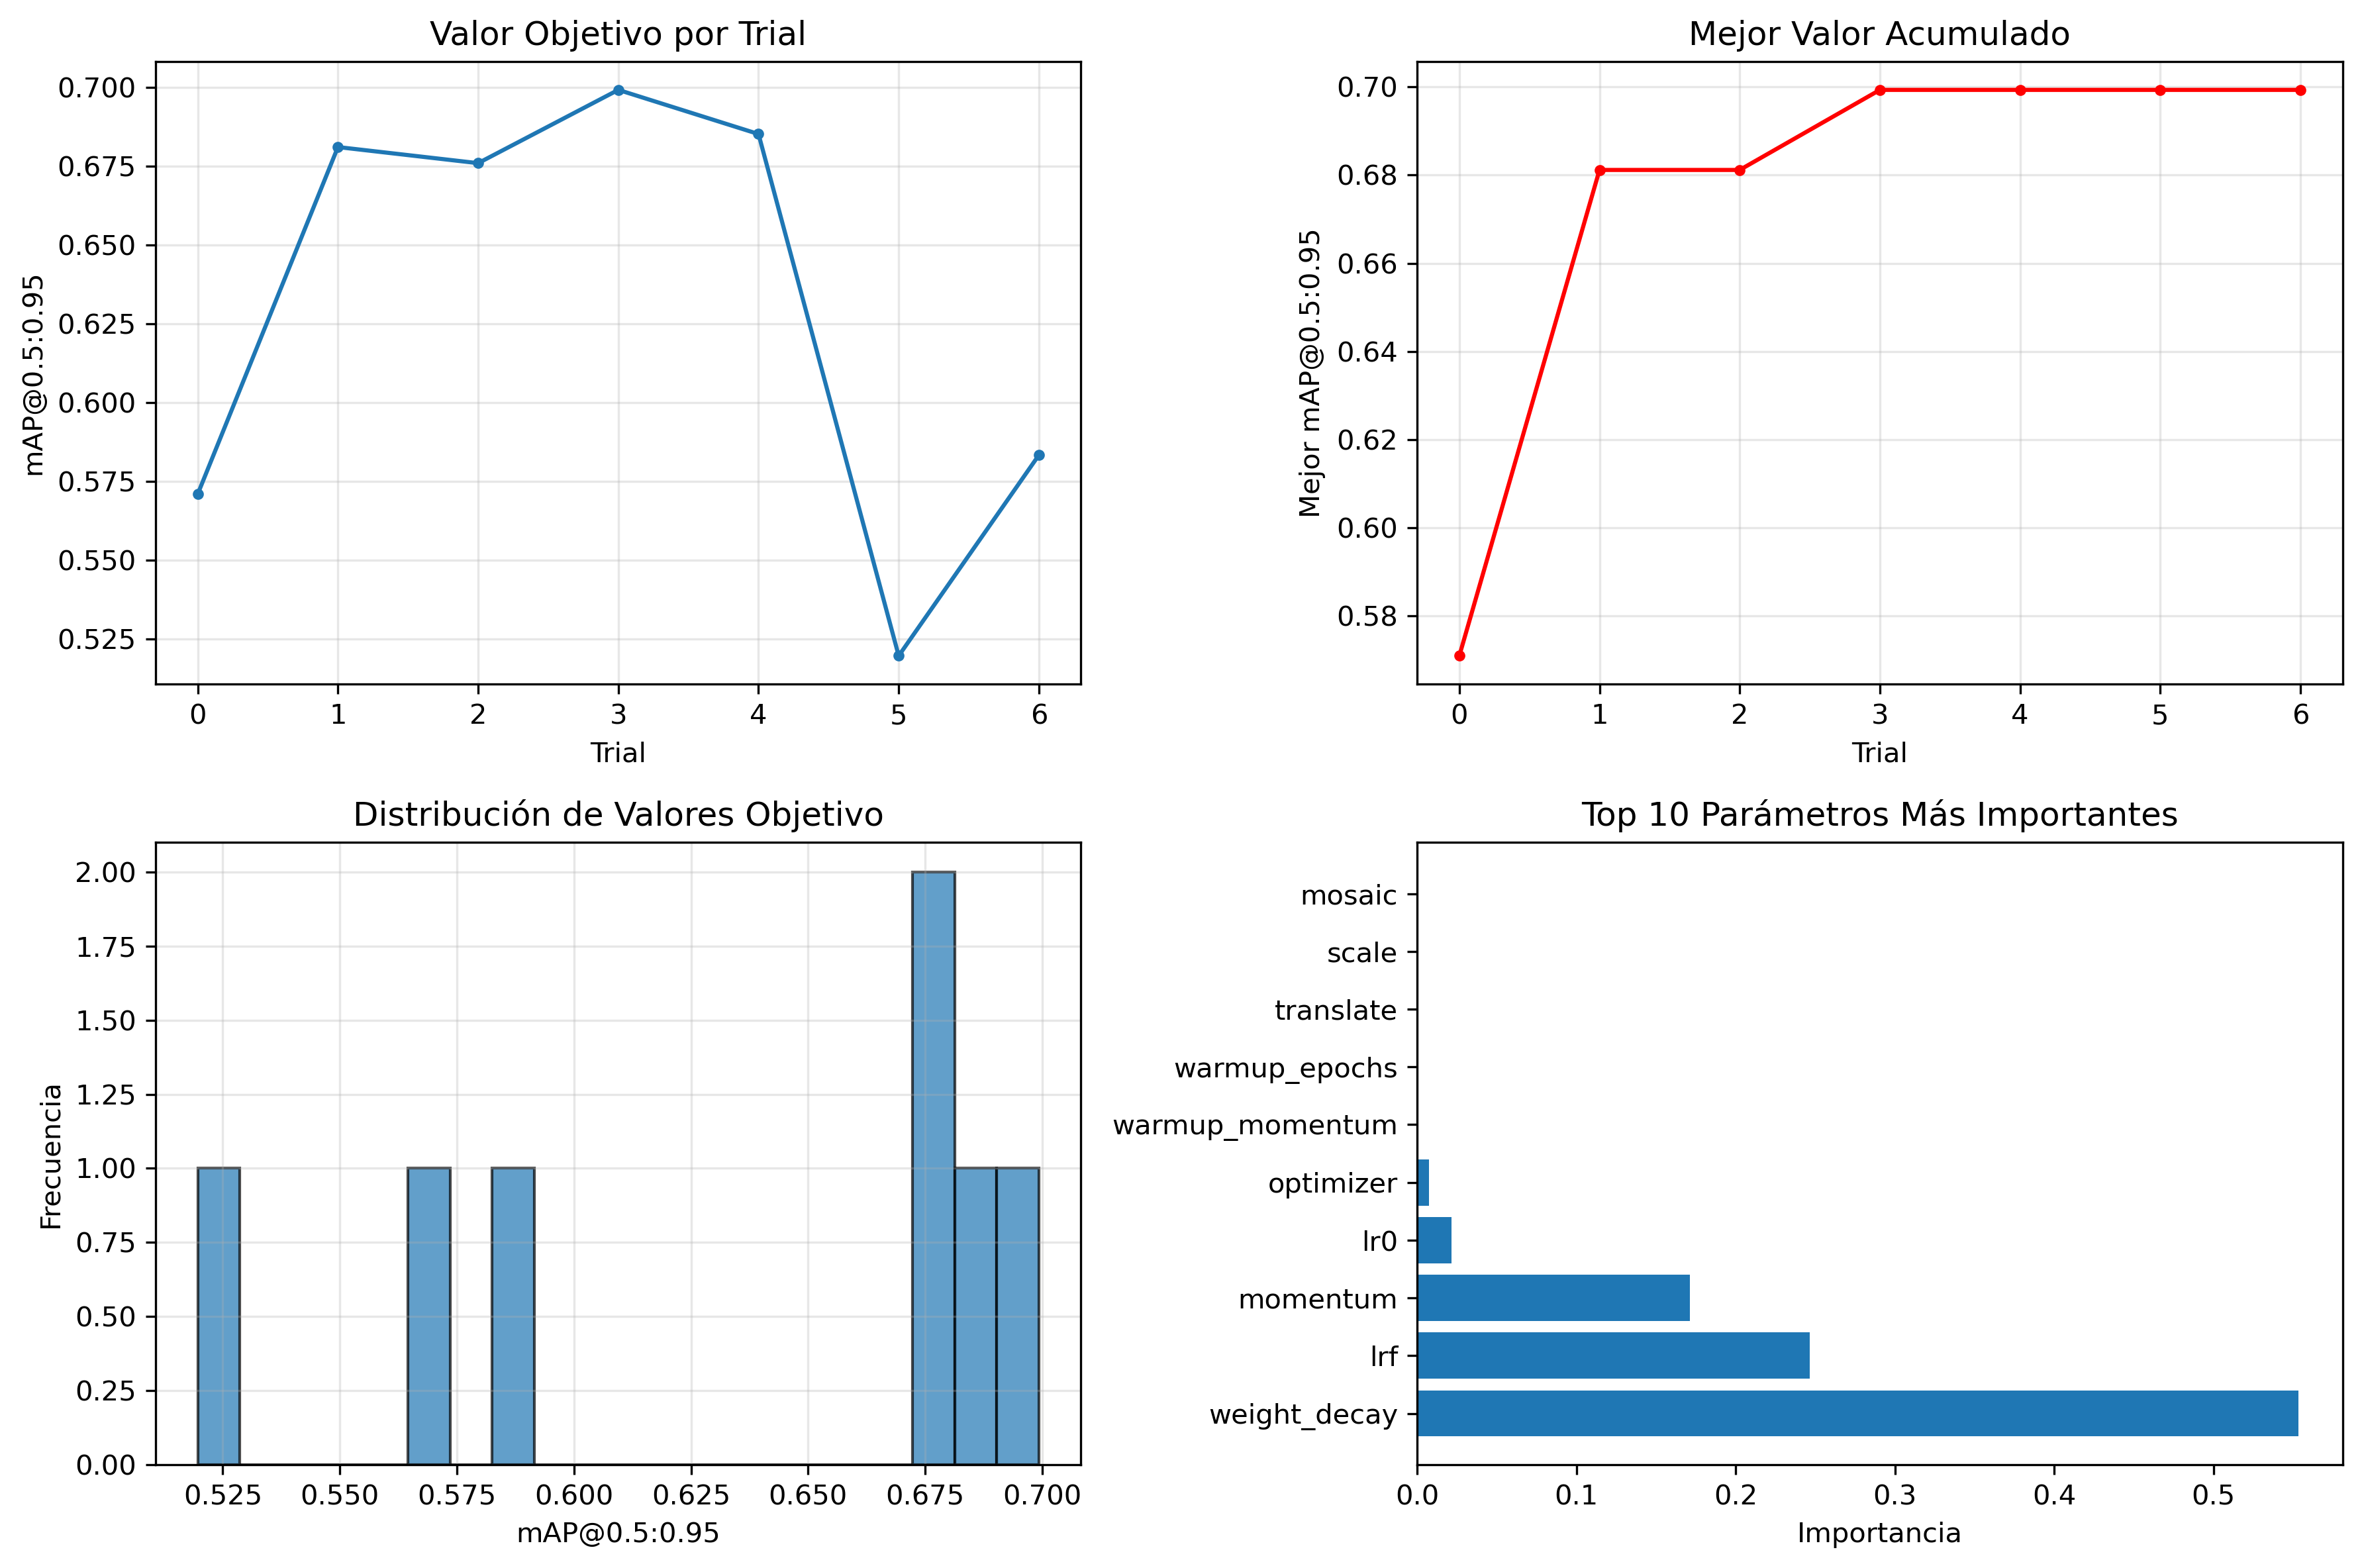 Valor Objetivo por Trial
0.700
0.675
0.650
0.625
0.600
0.575
0.550
0.525
mAP@0.5:0.95
0 1 2 3 4 5 6
Trial
Mejor Valor Acumulado
0.70
0.68
0.66
0.64
0.62
0.60
0.58
Mejor mAP@0.5:0.95
0 1 2 3 4 5 6
Trial
Distribución de Valores Objetivo
2.00
1.75
1.50
1.25
1.00
0.75
0.50
0.25
0.00
Frecuencia
0.525 0.550 0.575 0.600 0.625 0.650 0.675 0.700
mAP@0.5:0.95
Top 10 Parámetros Más Importantes
mosaic
scale
translate
warmup_epochs
warmup_momentum
optimizer
lr0
momentum
lrf
weight_decay
0.0 0.1 0.2 0.3 0.4 0.5
Importancia